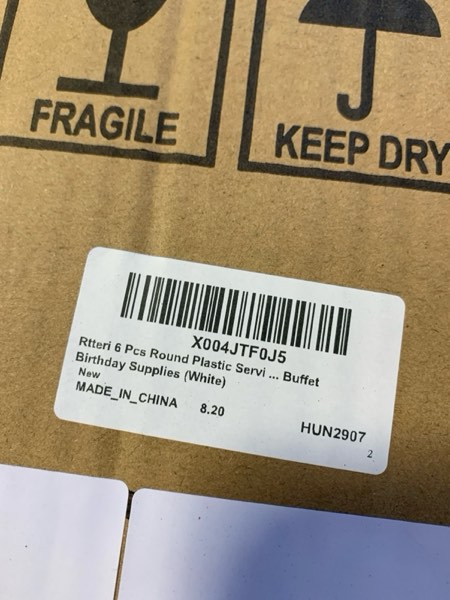 FRAGILE
KEEP DRY
X004JTF0J5
Rtteri 6 Pcs Round Plastic Servi ... Buffet
Birthday Supplies (White)
New
MADE_IN_CHINA 8.20
HUN2907
2